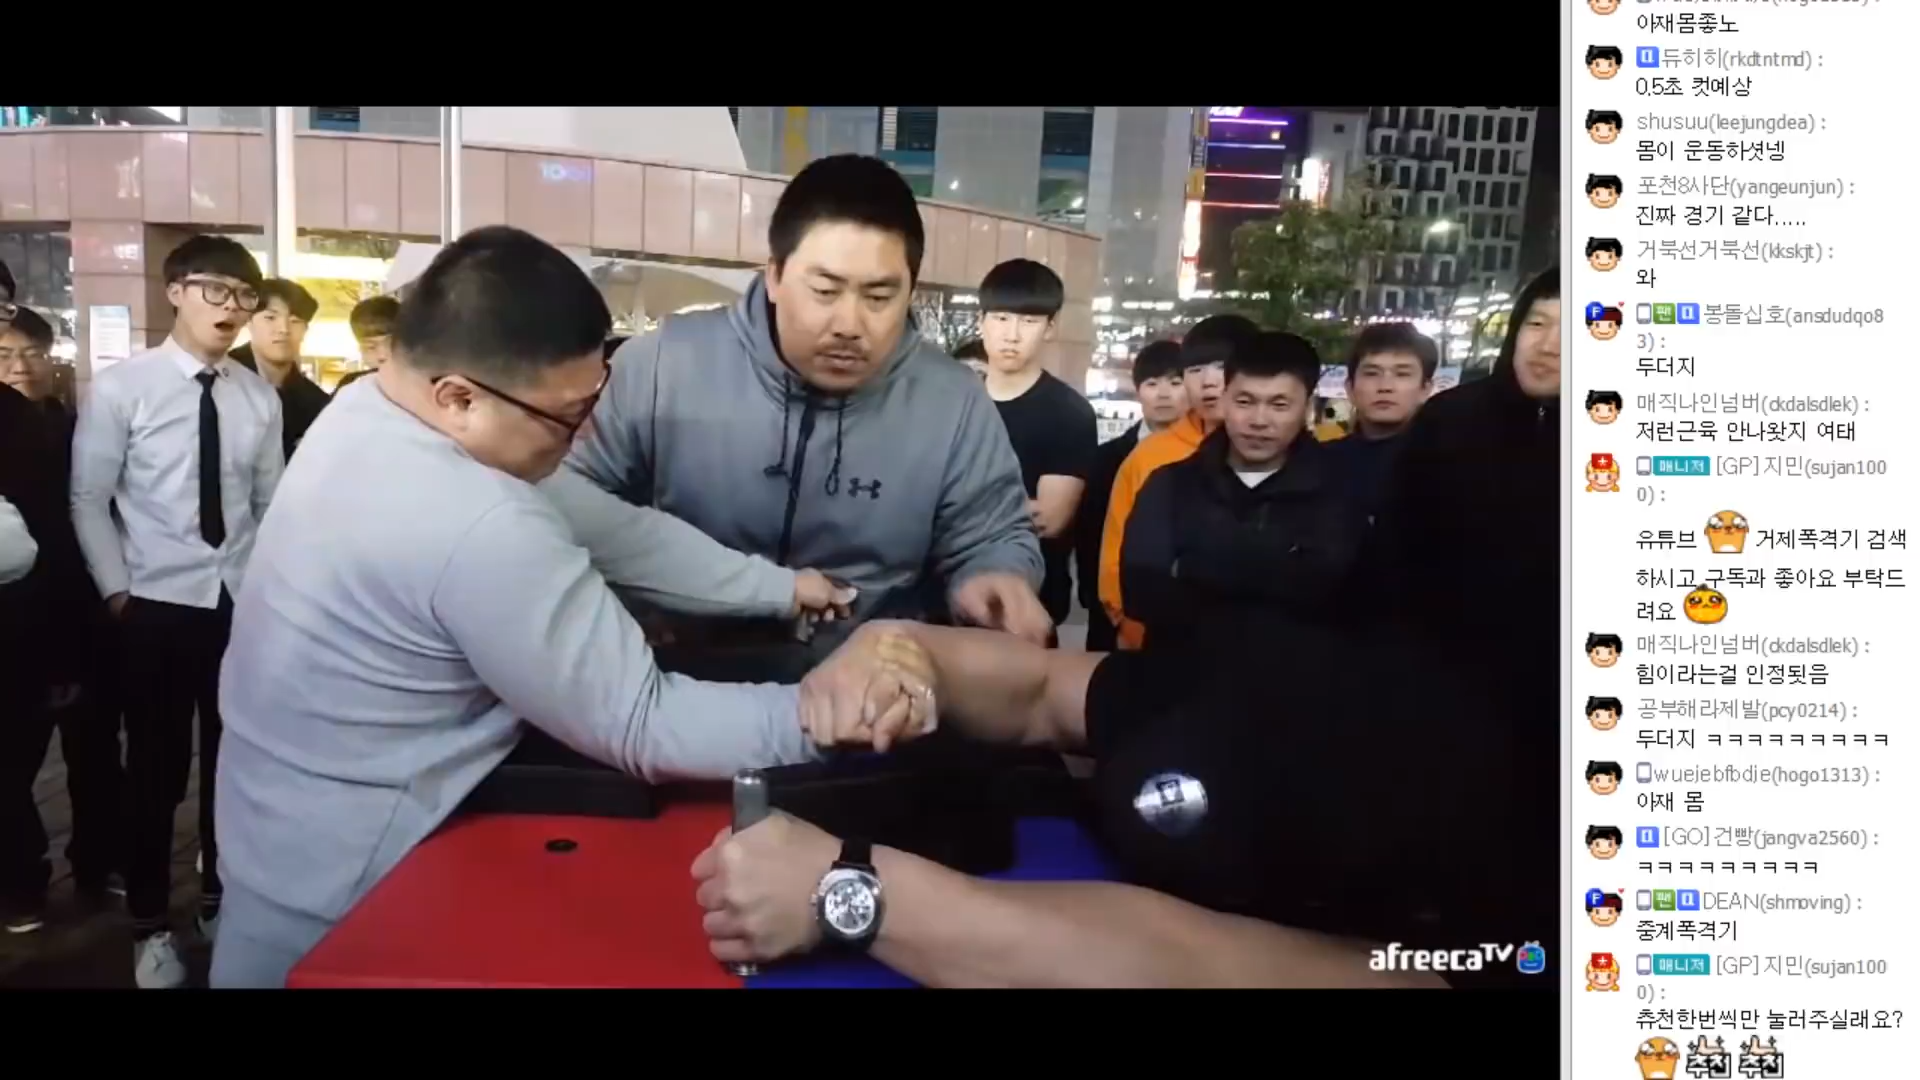 아재몸좋노
듀히히(rkdtntmd) :
0.5초 컷예상
shusuu(leejungdea) :
몸이 운동하셧넹
포천8사단(yangeunjun) :
진짜 경기 같다.....
거북선거북선(kkskjt) :
와
팬 봉돌십호(ansdudqo8
3) :
두더지
매직나인넘버(ckdalsdlek) :
저런근육 안나왓지 여태
매니저 [GP]지민(sujan100
0) :
유튜브 거제폭격기 검색
하시고 구독과 좋아요 부탁드
려요
매직나인넘버(ckdalsdlek) :
힘이라는걸 인정됫음
공부해라제발(pcy0214) :
두더지 ㅋㅋㅋㅋㅋㅋㅋㅋㅋ
wuejebfbdje(hogo1313) :
아재 몸
[GO]건빵(jangva2560) :
ㅋㅋㅋㅋㅋㅋㅋㅋㅋ
팬 DEAN(shmoving) :
중계폭격기
매니저 [GP]지민(sujan100
0) :
츄천한번씩만 눌러주실래요?
추천 추천
afreecaTV